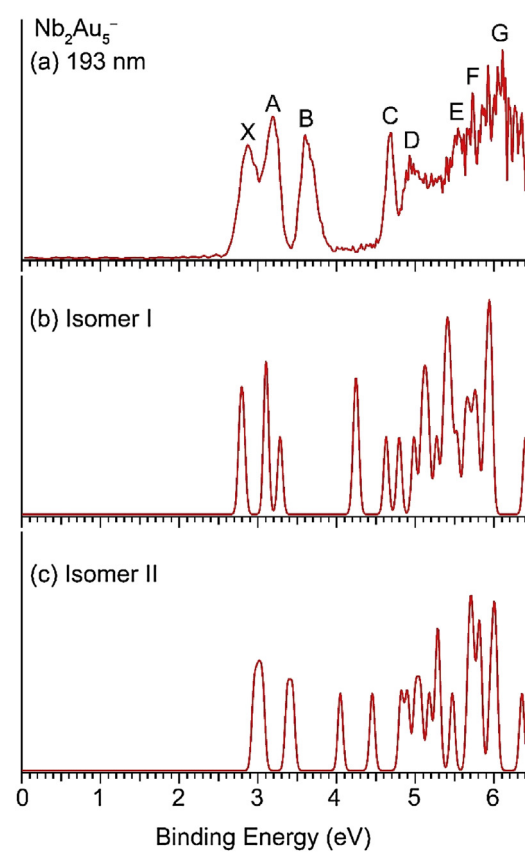 Nb₂Au₅⁻
(a) 193 nm
X
A
B
C
D
E
F
G
(b) Isomer I
(c) Isomer II
0 1 2 3 4 5 6
Binding Energy (eV)